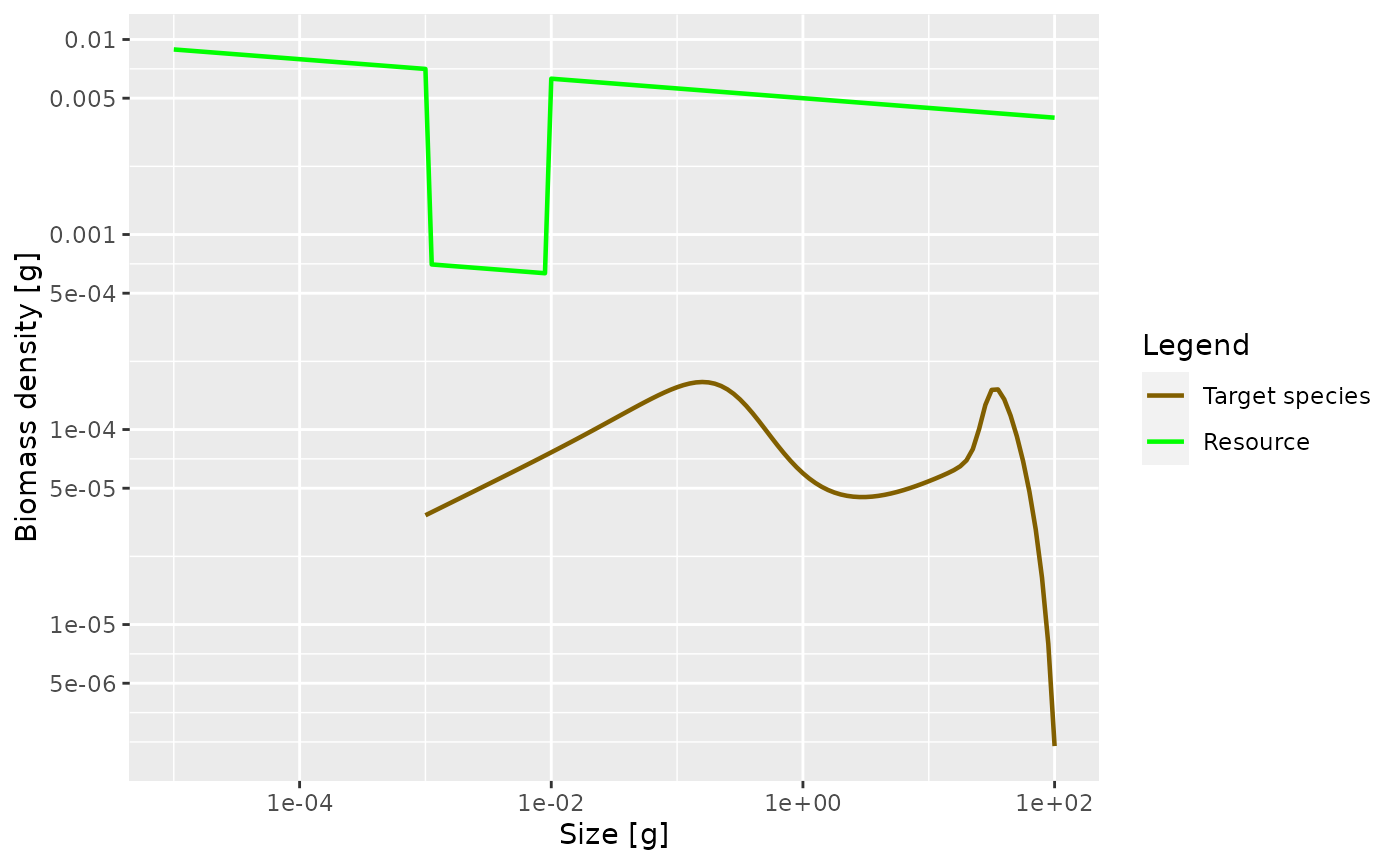 0.01
0.005
0.001
5e-04
1e-04
5e-05
1e-05
5e-06
Biomass density [g]
1e-04
1e-02
1e+00
1e+02
Size [g]
Legend
Target species
Resource